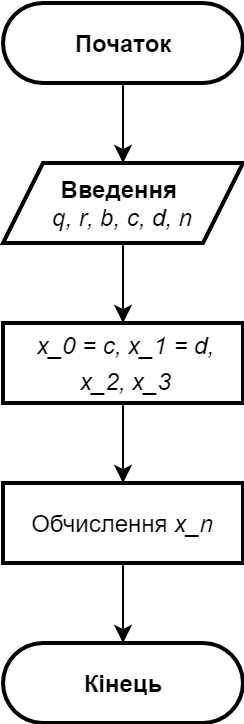 Початок
Введення
q, r, b, c, d, n
x_0 = c, x_1 = d,
x_2, x_3
Обчислення x_n
Кінець